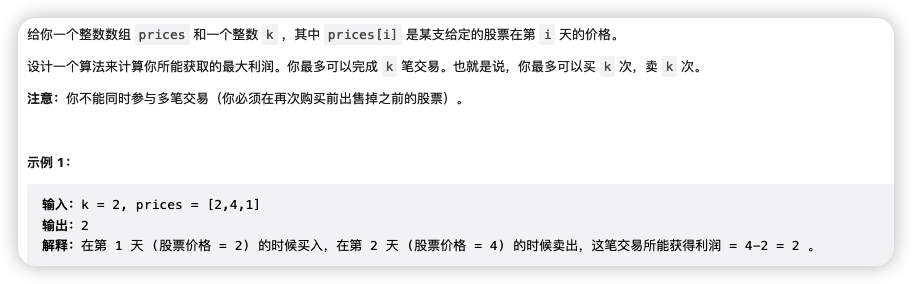 给你一个整数数组 prices 和一个整数 k ，其中 prices[i] 是某支给定的股票在第 i 天的价格。
设计一个算法来计算你所能获取的最大利润。你最多可以完成 k 笔交易。也就是说，你最多可以买 k 次，卖 k 次。
注意：你不能同时参与多笔交易（你必须在再次购买前出售掉之前的股票）。
示例 1：
输入：k = 2, prices = [2,4,1]
输出：2
解释：在第 1 天 (股票价格 = 2) 的时候买入，在第 2 天 (股票价格 = 4) 的时候卖出，这笔交易所能获得利润 = 4-2 = 2 。